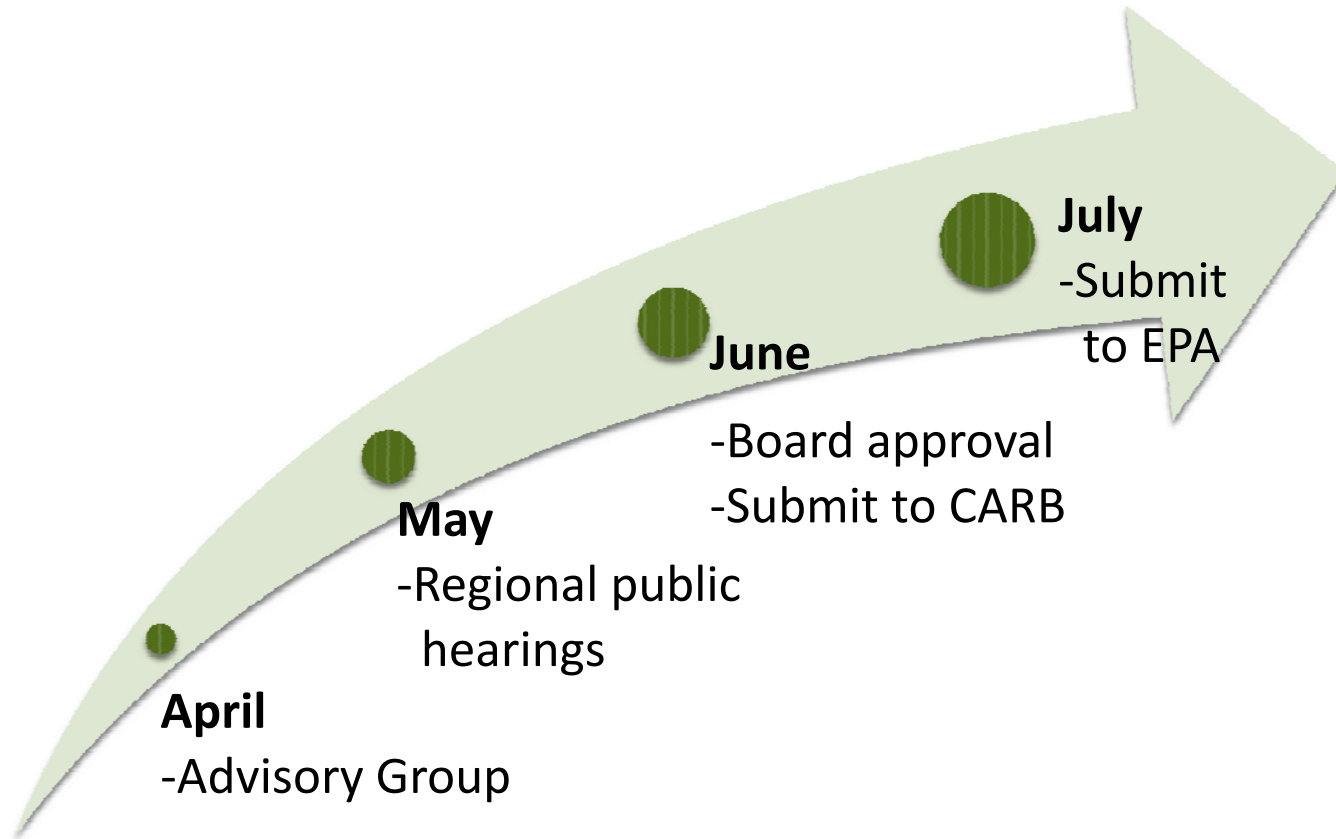 April
-Advisory Group
May
-Regional public
hearings
June
-Board approval
-Submit to CARB
July
-Submit
to EPA